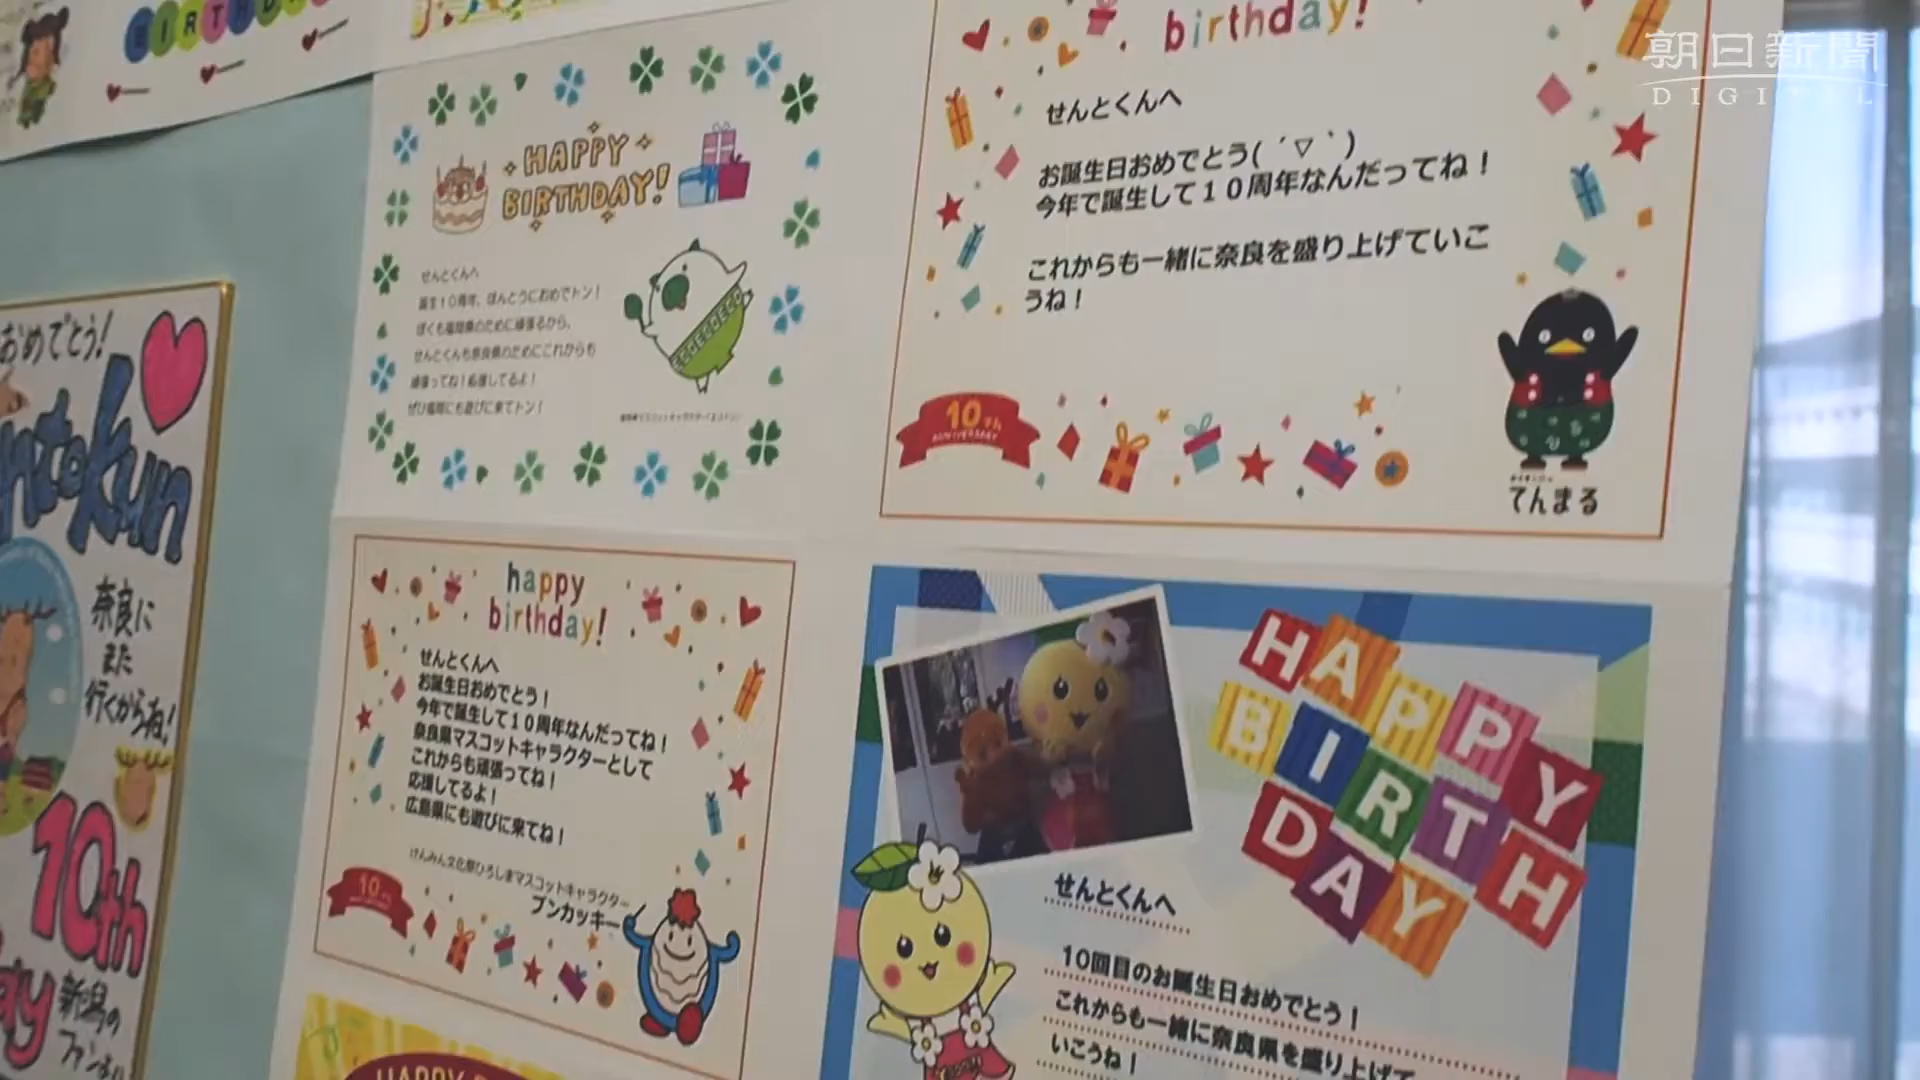 朝日新聞
DIGITAL
BIRTHD
HAPPY
BIRTHDAY!
せんとくんへ
誕生10周年、ほんとうにおめでトン!
ぼくも福岡県のために頑張るから、
せんとくんも奈良県のためにこれからも
頑張ってね!応援してるよ!
ぜひ福岡にも遊びに来てトン!
ECOECOECO
birthday!
せんとくんへ
お誕生日おめでとう(´▽｀)
今年で誕生して10周年なんだってね!
これからも一緒に奈良を盛り上げていこ
うね!
10th
ANNIVERSARY
てんまる
おめでとう!
ntokun
奈良に
また
行くからね!
10th
ay
新潟の
ファン
happy
birthday!
せんとくんへ
お誕生日おめでとう!
今年で誕生して10周年なんだってね!
奈良県マスコットキャラクターとして
これからも頑張ってね!
応援してるよ!
広島県にも遊びに来てね!
けんみん文化祭ひろしまマスコットキャラクター
ブンカッキー
10th
HAPPY
BIRTH
DAY
せんとくんへ
10回目のお誕生日おめでとう!
これからも一緒に奈良県を盛り上げて
いこうね!
HAPPY